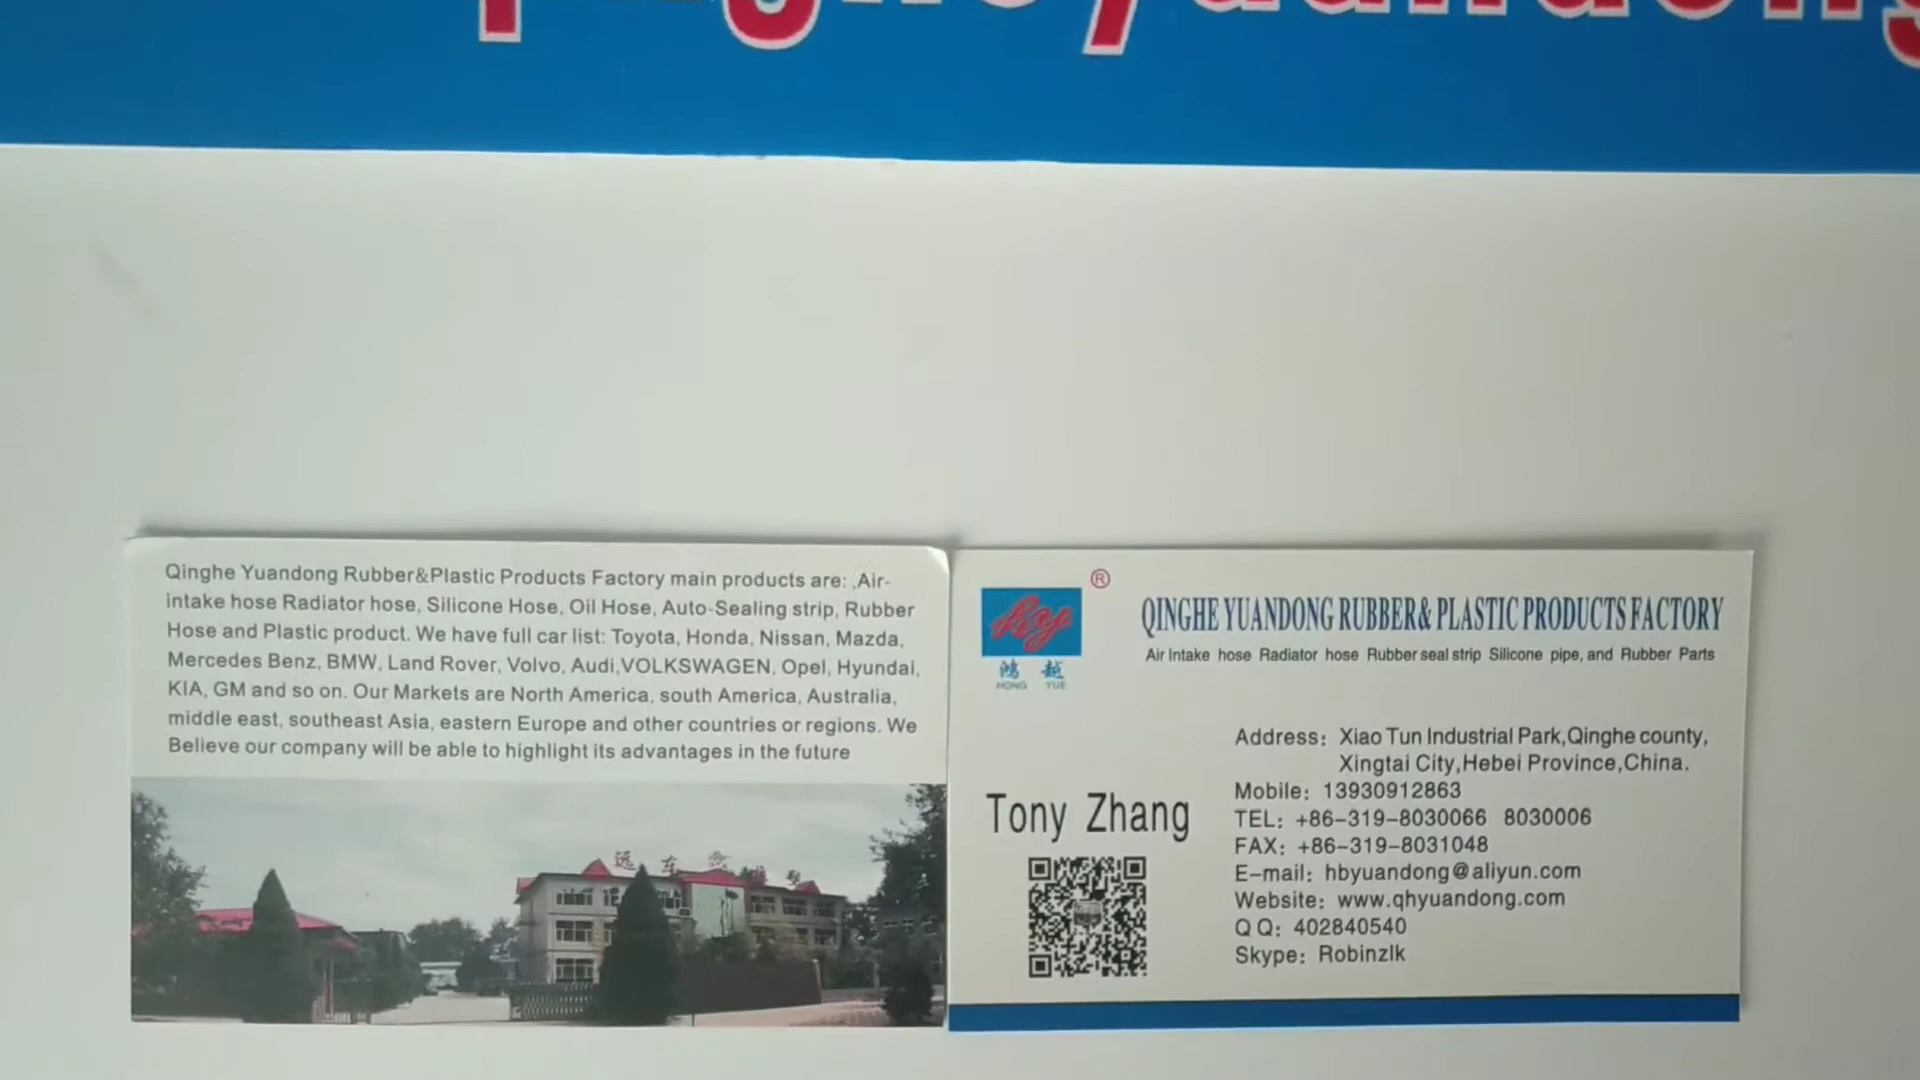 qingheyuandong
Qinghe Yuandong Rubber&Plastic Products Factory main products are: ,Air-
intake hose Radiator hose, Silicone Hose, Oil Hose, Auto-Sealing strip, Rubber
Hose and Plastic product. We have full car list: Toyota, Honda, Nissan, Mazda,
Mercedes Benz, BMW, Land Rover, Volvo, Audi,VOLKSWAGEN, Opel, Hyundai,
KIA, GM and so on. Our Markets are North America, south America, Australia,
middle east, southeast Asia, eastern Europe and other countries or regions. We
Believe our company will be able to highlight its advantages in the future
远东
®
hy
鸿越
HONG YUE
QINGHE YUANDONG RUBBER& PLASTIC PRODUCTS FACTORY
Air Intake hose Radiator hose Rubber seal strip Silicone pipe, and Rubber Parts
Tony Zhang
Address: Xiao Tun Industrial Park,Qinghe county,
Xingtai City,Hebei Province,China.
Mobile: 13930912863
TEL: +86-319-8030066 8030006
FAX: +86-319-8031048
E-mail: hbyuandong@aliyun.com
Website: www.qhyuandong.com
QQ: 402840540
Skype: Robinzlk